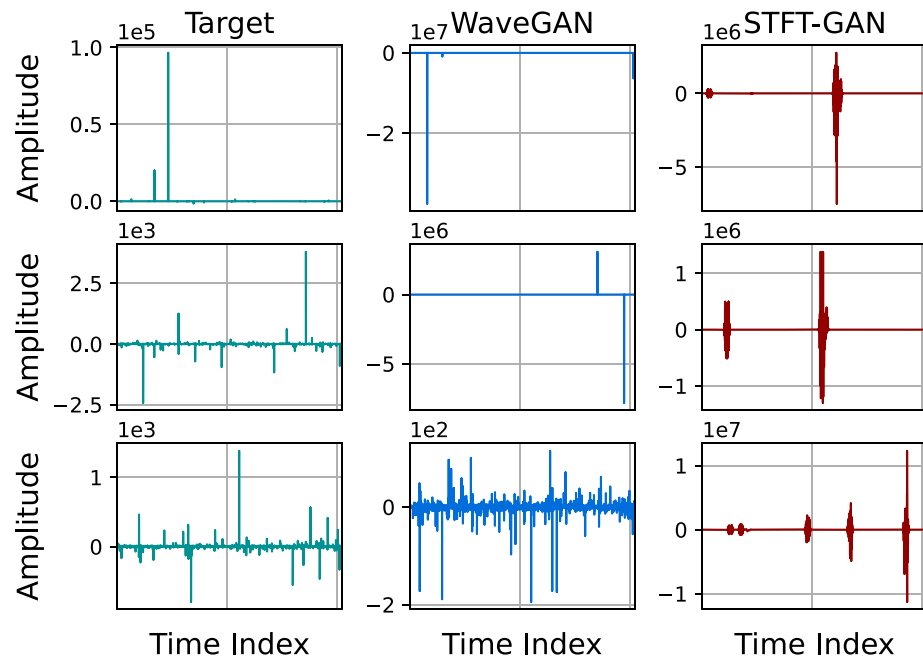 Target WaveGAN STFT-GAN
1e5 1e7 1e6
Amplitude 1.0 0.5 0.0
0 −2
0 −5
1e3 1e6 1e6
Amplitude 2.5 0.0 −2.5
0 −5
1 0 −1
1e3 1e2 1e7
Amplitude 1 0
0 −2
1 0 −1
Time Index Time Index Time Index